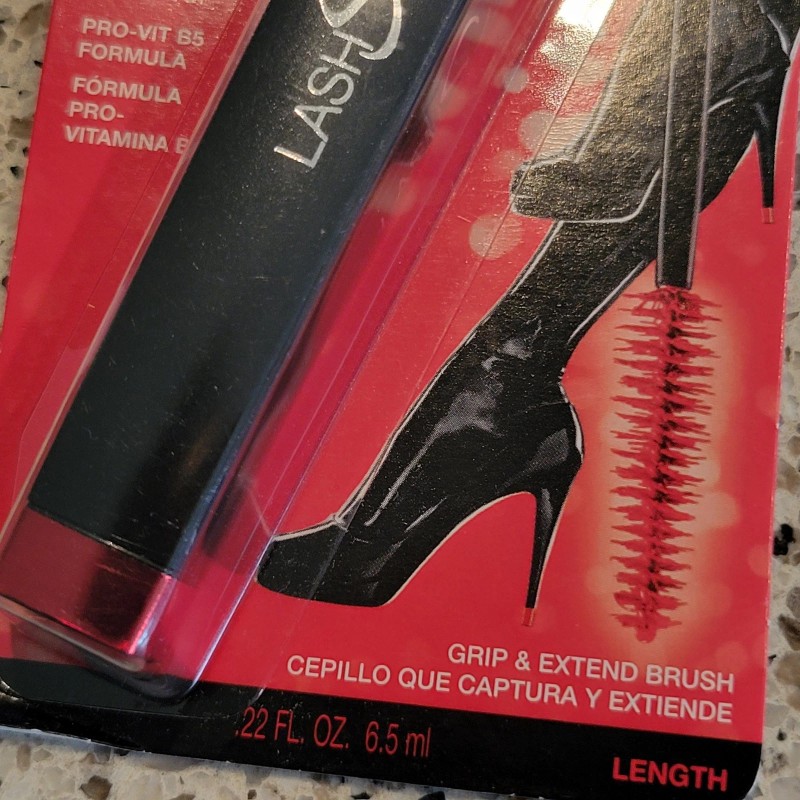 PRO-VIT B5
FORMULA
FÓRMULA
PRO-
VITAMINA
LASH
GRIP & EXTEND BRUSH
CEPILLO QUE CAPTURA Y EXTIENDE
.22 FL. OZ. 6.5 ml
LENGTH